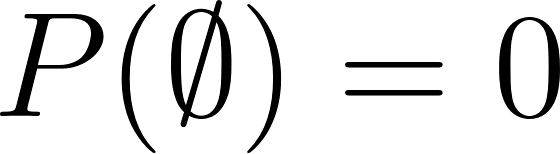 P(∅) = 0